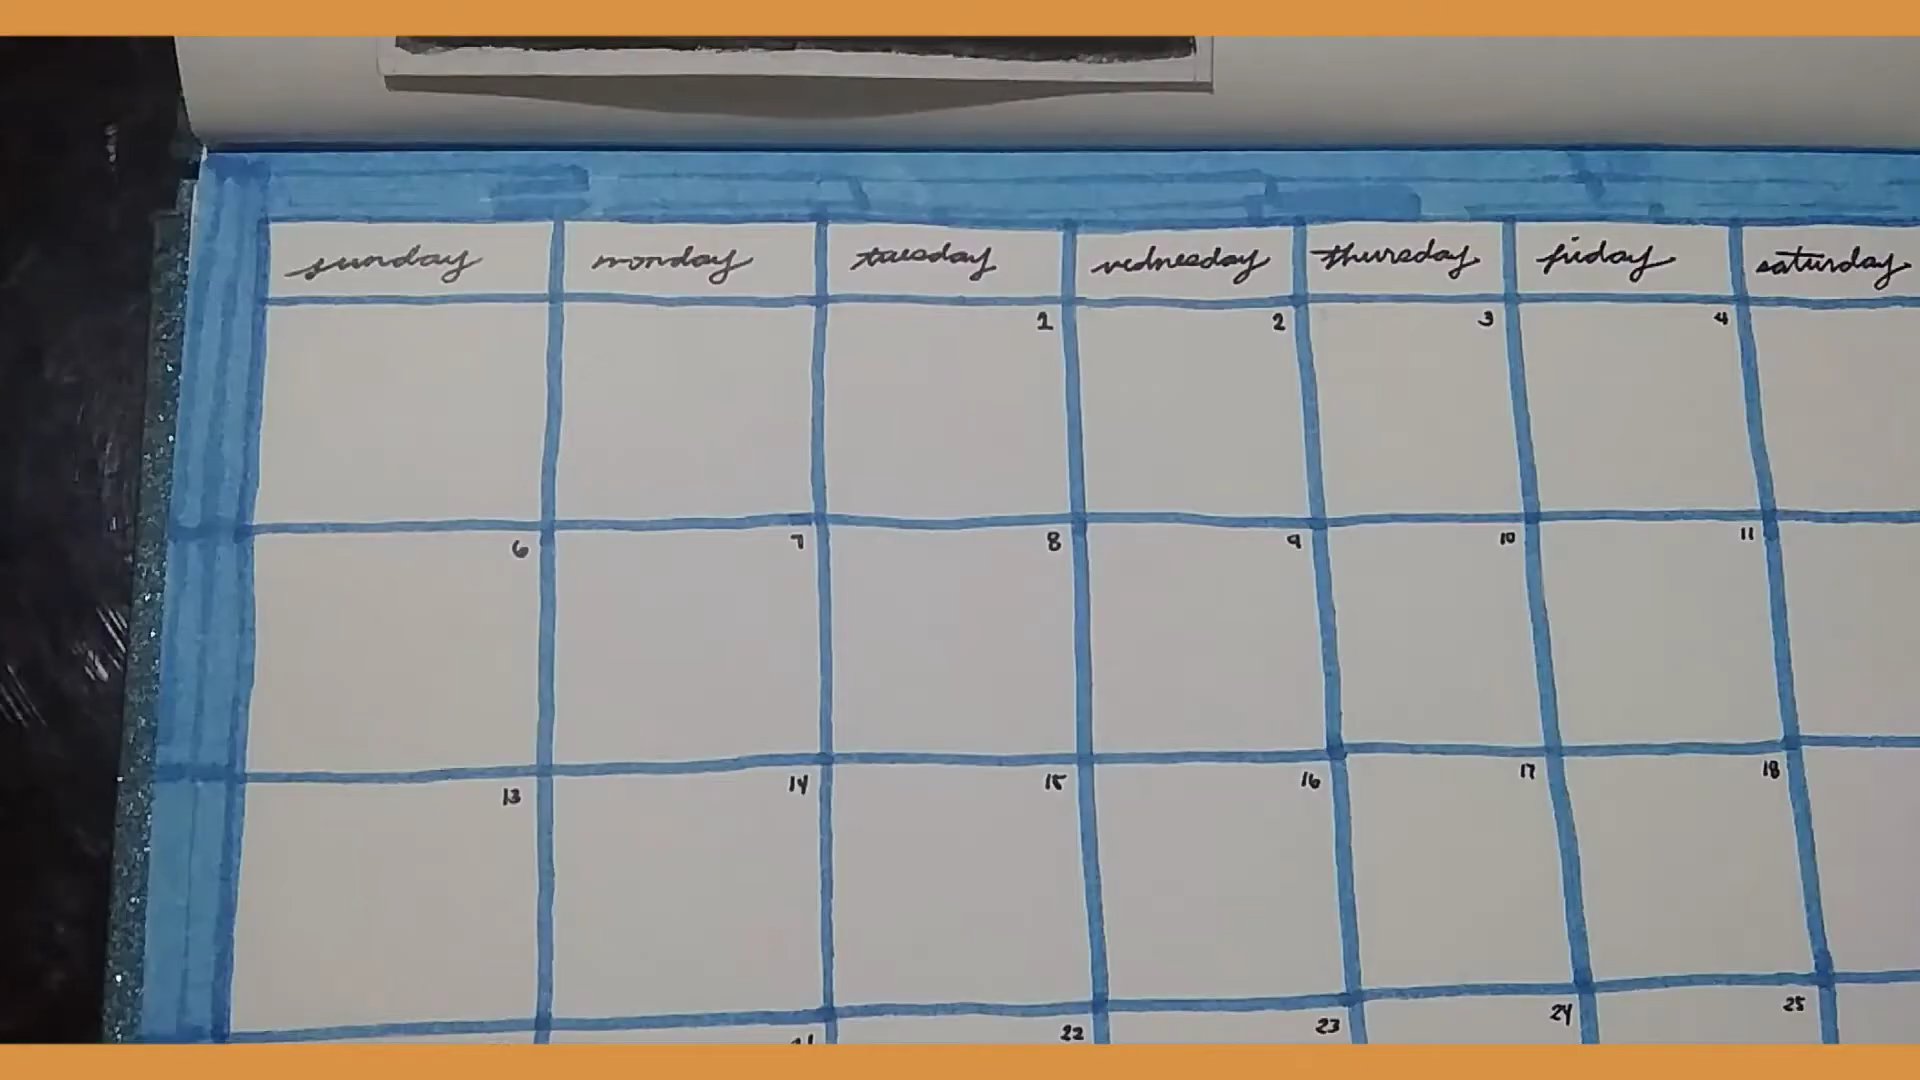 sunday monday tuesday wednesday thursday friday saturday
1 2 3 4
6 7 8 9 10 11
13 14 15 16 17 18
22 23 24 25